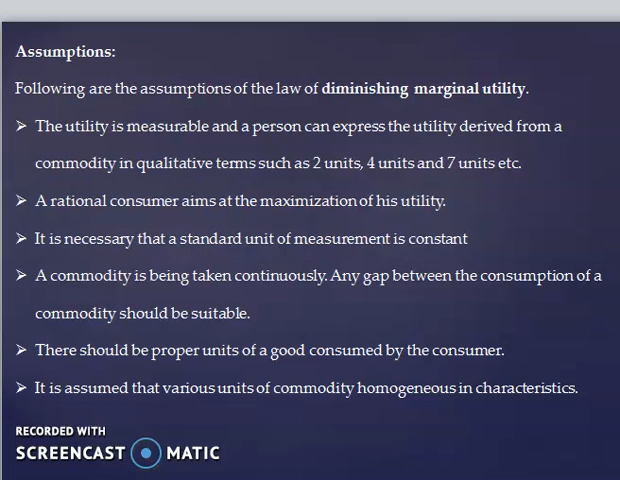 Assumptions:
Following are the assumptions of the law of diminishing marginal utility.
➢ The utility is measurable and a person can express the utility derived from a
commodity in qualitative terms such as 2 units, 4 units and 7 units etc.
➢ A rational consumer aims at the maximization of his utility.
➢ It is necessary that a standard unit of measurement is constant
➢ A commodity is being taken continuously. Any gap between the consumption of a
commodity should be suitable.
➢ There should be proper units of a good consumed by the consumer.
➢ It is assumed that various units of commodity homogeneous in characteristics.
RECORDED WITH
SCREENCAST MATIC